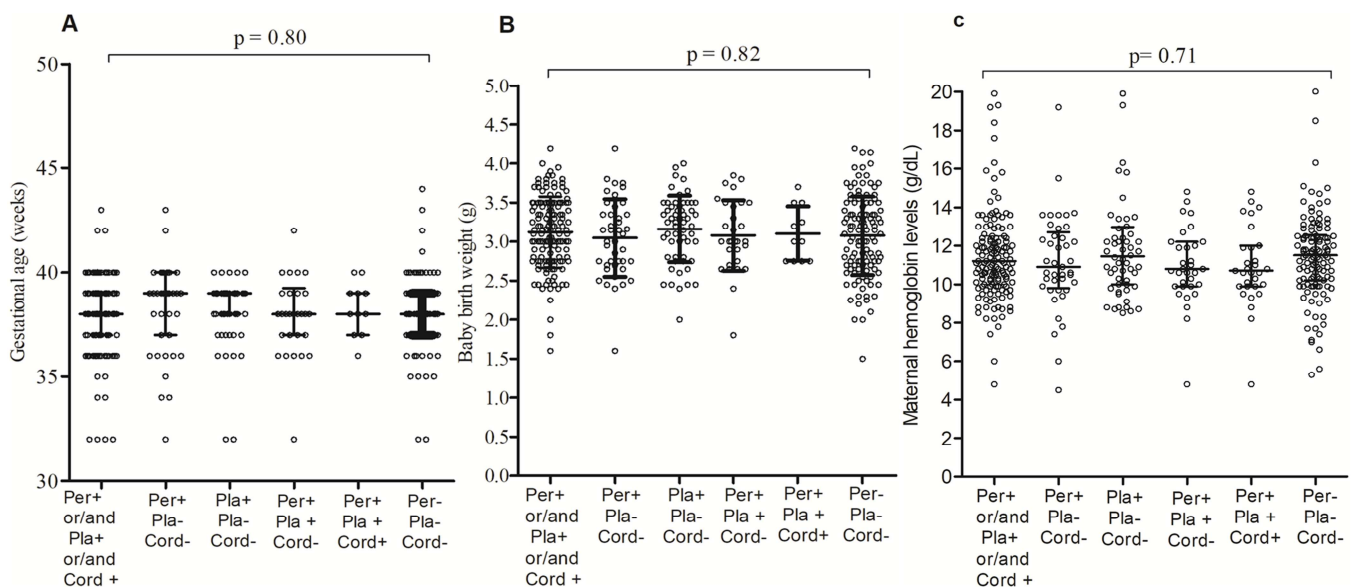 A
p = 0.80
Gestational age (weeks)
50
45
40
35
30
Per+
or/and
Pla+
or/and
Cord +
Per+
Pla-
Cord-
Pla+
Pla-
Cord-
Per+
Pla +
Cord-
Per+
Pla +
Cord+
Per-
Pla-
Cord-
B
p = 0.82
Baby birth weight (g)
5.0
4.5
4.0
3.5
3.0
2.5
2.0
1.5
1.0
0.5
0.0
Per+
or/and
Pla+
or/and
Cord +
Per+
Pla-
Cord-
Pla+
Pla-
Cord-
Per+
Pla +
Cord-
Per+
Pla +
Cord+
Per-
Pla-
Cord-
c
p= 0.71
Maternal hemoglobin levels (g/dL)
20
18
16
14
12
10
8
6
4
2
0
Per+
or/and
Pla+
or/and
Cord +
Per+
Pla-
Cord-
Pla+
Pla-
Cord-
Per+
Pla +
Cord-
Per+
Pla +
Cord+
Per-
Pla-
Cord-